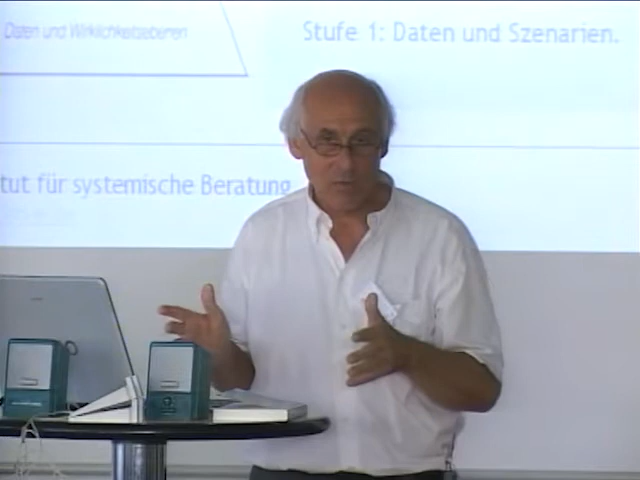 Daten und Wirklichkeitsebenen
Stufe 1: Daten und Szenarien.
tut für systemische Beratung